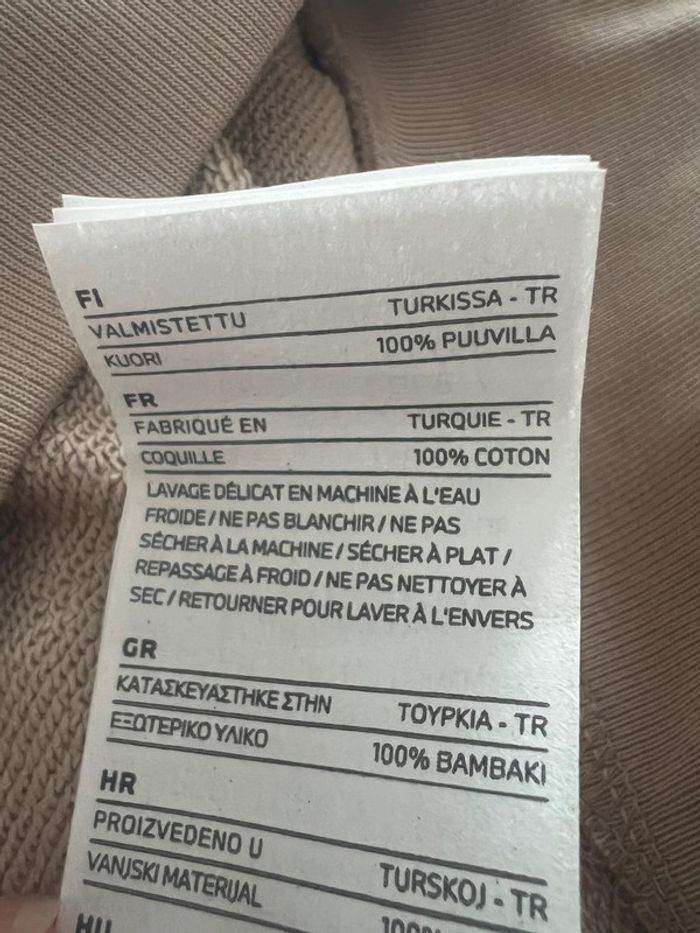 FI
VALMISTETTU TURKISSA - TR
KUORI 100% PUUVILLA
FR
FABRIQUÉ EN TURQUIE - TR
COQUILLE 100% COTON
LAVAGE DÉLICAT EN MACHINE À L'EAU
FROIDE / NE PAS BLANCHIR / NE PAS
SÉCHER À LA MACHINE / SÉCHER À PLAT /
REPASSAGE À FROID / NE PAS NETTOYER À
SEC / RETOURNER POUR LAVER À L'ENVERS
GR
ΚΑΤΑΣΚΕΥΑΣΤΗΚΕ ΣΤΗΝ ΤΟΥΡΚΙΑ - TR
ΕΞΩΤΕΡΙΚΟ ΥΛΙΚΟ 100% ΒΑΜΒΑΚΙ
HR
PROIZVEDENO U TURSKOJ - TR
VANJSKI MATERIJAL 100%
HU